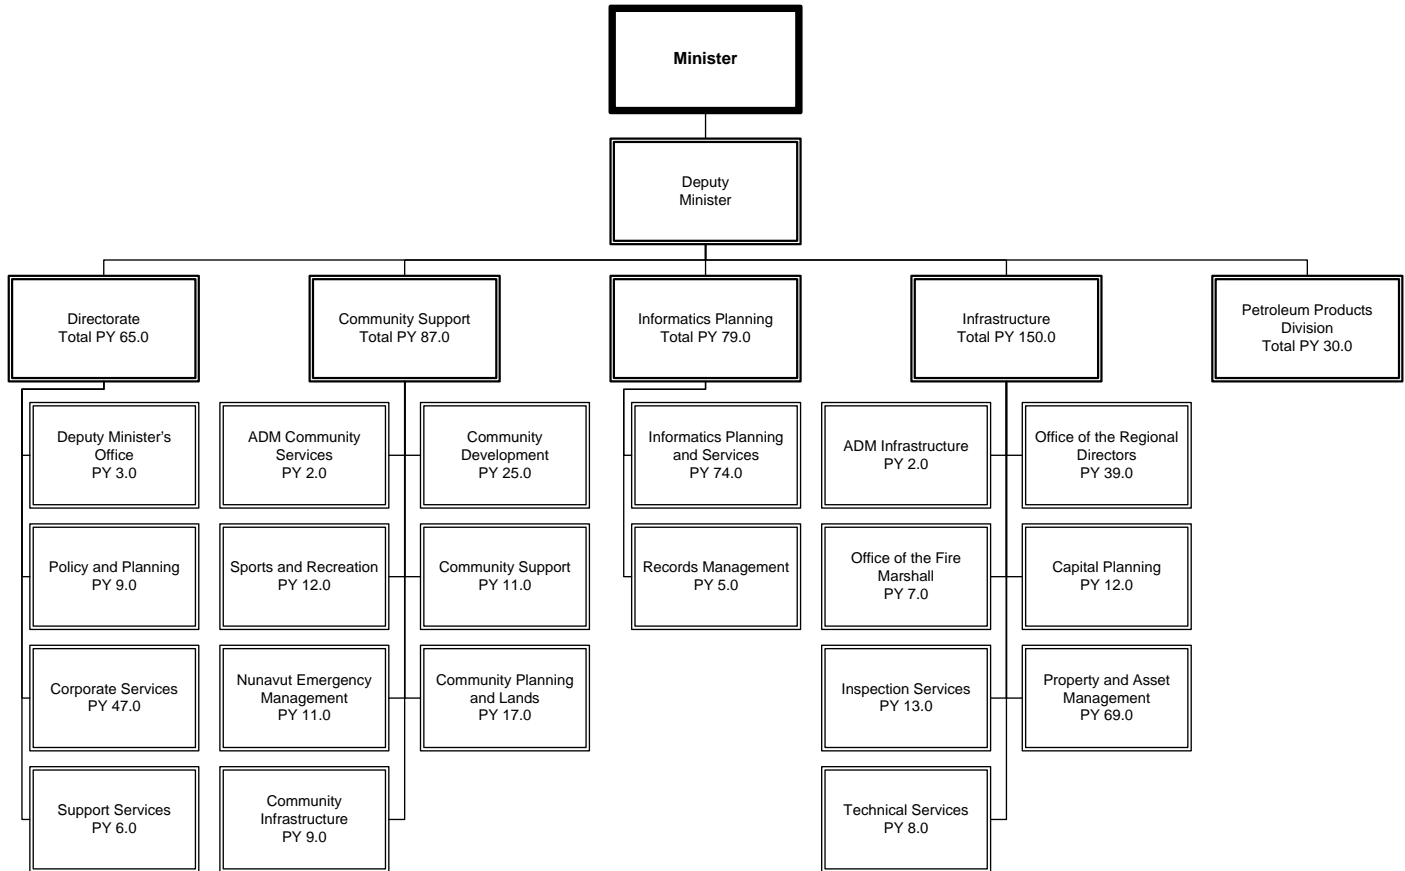 Minister
Deputy
Minister
Directorate
Total PY 65.0
Community Support
Total PY 87.0
Informatics Planning
Total PY 79.0
Infrastructure
Total PY 150.0
Petroleum Products
Division
Total PY 30.0
Deputy Minister's
Office
PY 3.0
ADM Community
Services
PY 2.0
Community
Development
PY 25.0
Informatics Planning
and Services
PY 74.0
ADM Infrastructure
PY 2.0
Office of the Regional
Directors
PY 39.0
Policy and Planning
PY 9.0
Sports and Recreation
PY 12.0
Community Support
PY 11.0
Records Management
PY 5.0
Office of the Fire
Marshall
PY 7.0
Capital Planning
PY 12.0
Corporate Services
PY 47.0
Nunavut Emergency
Management
PY 11.0
Community Planning
and Lands
PY 17.0
Inspection Services
PY 13.0
Property and Asset
Management
PY 69.0
Support Services
PY 6.0
Community
Infrastructure
PY 9.0
Technical Services
PY 8.0